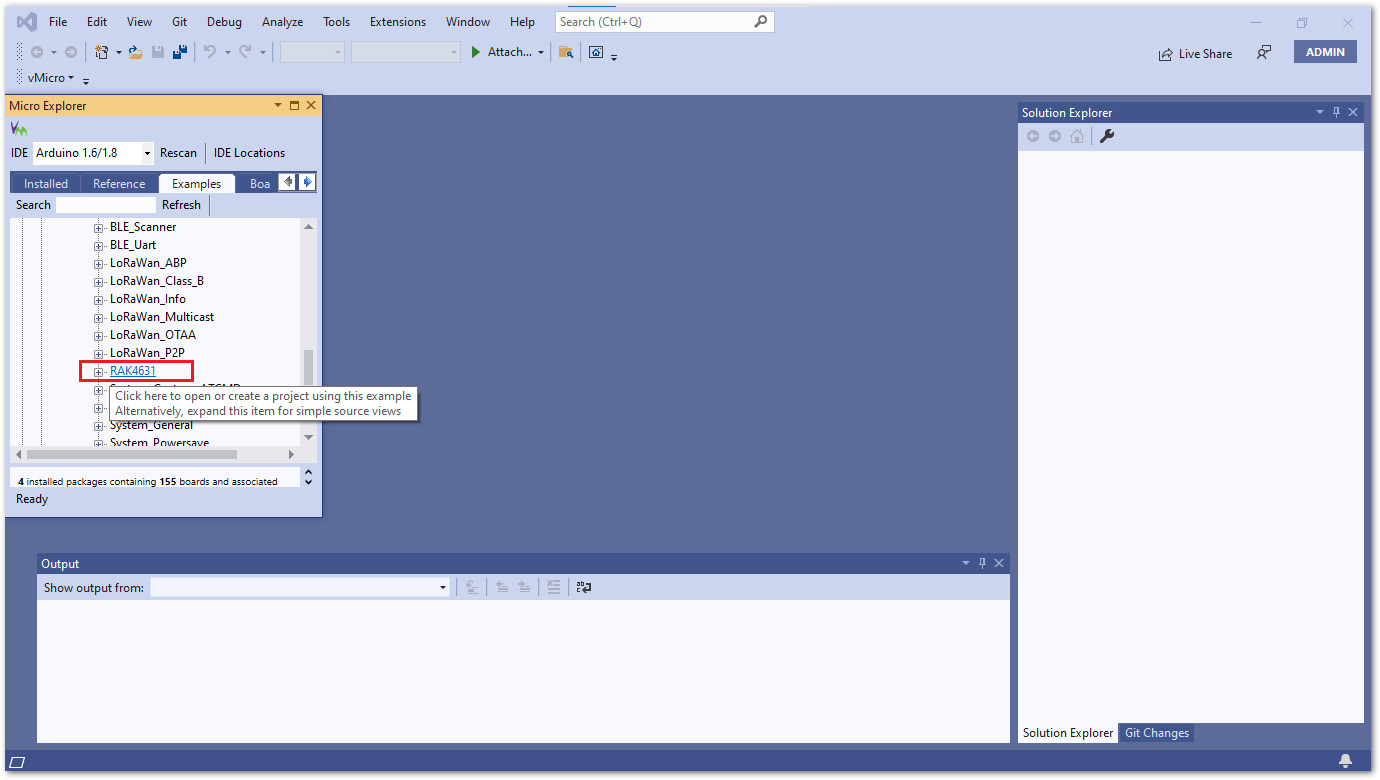 File Edit View Git Debug Analyze Tools Extensions Window Help Search (Ctrl+Q)
Attach... Live Share ADMIN
vMicro
Micro Explorer
IDE Arduino 1.6/1.8 Rescan IDE Locations
Installed Reference Examples Boa
Search Refresh
BLE_Scanner
BLE_Uart
LoRaWan_ABP
LoRaWan_Class_B
LoRaWan_Info
LoRaWan_Multicast
LoRaWan_OTAA
LoRaWan_P2P
RAK4631
Click here to open or create a project using this example
Alternatively, expand this item for simple source views
System_General
System_Powersave
4 installed packages containing 155 boards and associated
Ready
Output
Show output from:
Solution Explorer
Solution Explorer Git Changes